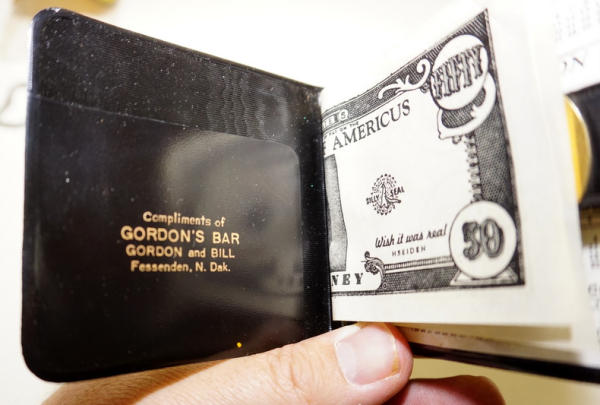 Compliments of
GORDON'S BAR
GORDON and BILL
Fessenden, N. Dak.
AMERICUS
FIFTY
SILLY SEAL
Wish it was real
50
NEY